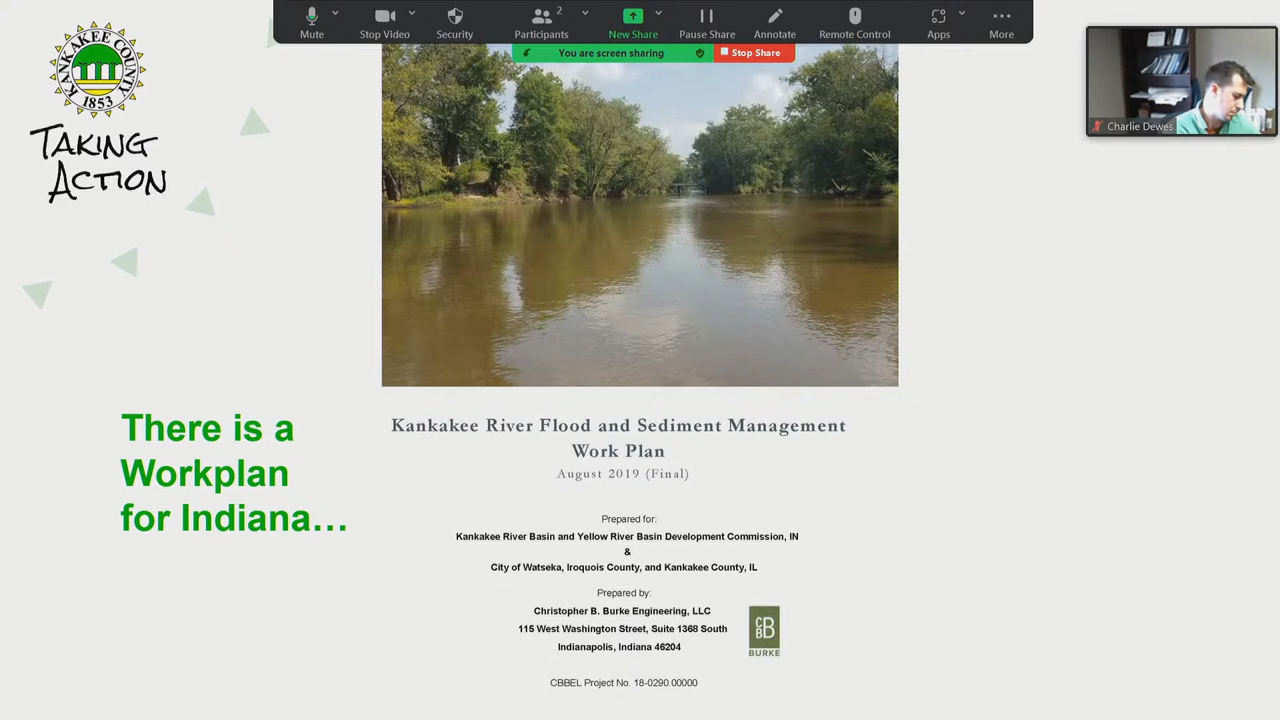 Mute
Stop Video
Security
Participants
2
New Share
Pause Share
Annotate
Remote Control
Apps
More
You are screen sharing
Stop Share
Charlie Dewes
KANKAKEE COUNTY
1853
TAKING
ACTION
There is a
Workplan
for Indiana...
Kankakee River Flood and Sediment Management
Work Plan
August 2019 (Final)
Prepared for:
Kankakee River Basin and Yellow River Basin Development Commission, IN
&
City of Watseka, Iroquois County, and Kankakee County, IL
Prepared by:
Christopher B. Burke Engineering, LLC
115 West Washington Street, Suite 1368 South
Indianapolis, Indiana 46204
CBB
BURKE
CBBEL Project No. 18-0290.00000